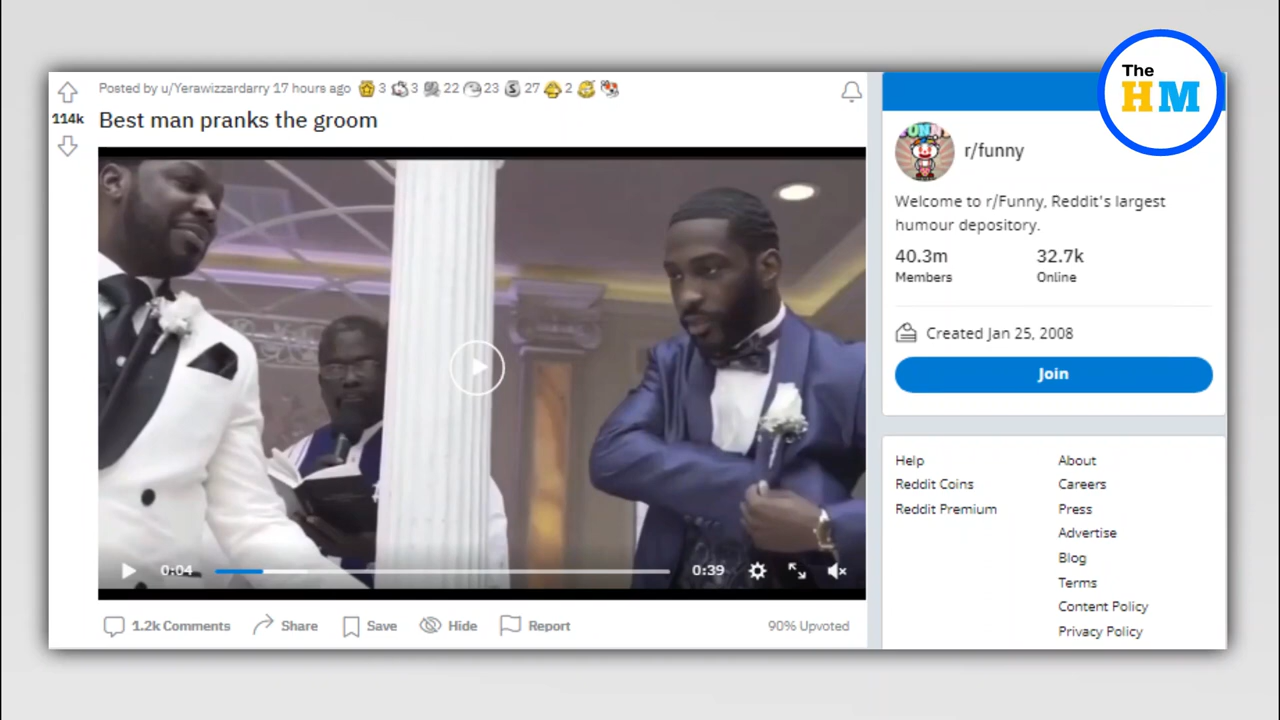 The
HM
Posted by u/Yerawizzardarry 17 hours ago 3 3 22 23 27 2
114k
Best man pranks the groom
0:04
0:39
1.2k Comments
Share
Save
Hide
Report
90% Upvoted
FUNNY
r/funny
Welcome to r/Funny, Reddit's largest
humour depository.
40.3m
32.7k
Members
Online
Created Jan 25, 2008
Join
Help
About
Reddit Coins
Careers
Reddit Premium
Press
Advertise
Blog
Terms
Content Policy
Privacy Policy